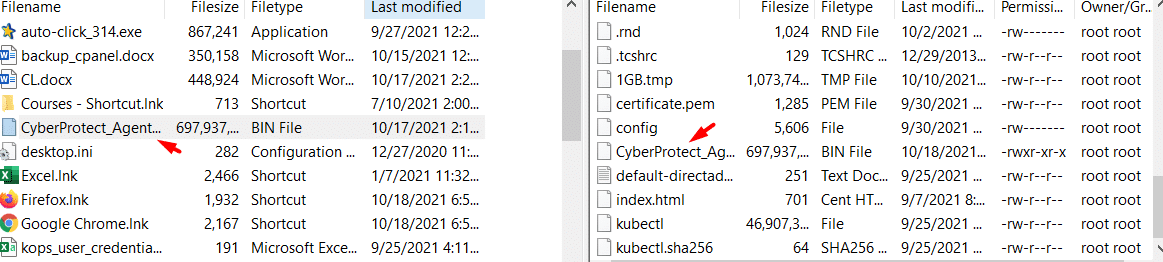 Filename Filesize Filetype Last modified
auto-click_314.exe 867,241 Application 9/27/2021 12:2...
backup_cpanel.docx 350,158 Microsoft Wor... 10/15/2021 12:...
CL.docx 448,924 Microsoft Wor... 10/17/2021 2:2...
Courses - Shortcut.lnk 713 Shortcut 7/10/2021 2:00...
CyberProtect_Agent... 697,937,... BIN File 10/17/2021 2:1...
desktop.ini 282 Configuration ... 12/27/2020 11:...
Excel.lnk 2,466 Shortcut 1/7/2021 11:32...
Firefox.lnk 1,932 Shortcut 10/18/2021 6:5...
Google Chrome.lnk 2,167 Shortcut 10/18/2021 6:5...
kops_user_credentia... 191 Microsoft Exce... 9/25/2021 4:11...
Filename Filesize Filetype Last modifi... Permissi... Owner/Gr...
.rnd 1,024 RND File 10/2/2021 ... -rw------- root root
.tcshrc 129 TCSHRC ... 12/29/2013... -rw-r--r-- root root
1GB.tmp 1,073,74... TMP File 10/10/2021... -rw-r--r-- root root
certificate.pem 1,285 PEM File 9/30/2021 ... -rw-r--r-- root root
config 5,606 File 9/30/2021 ... -rw------- root root
CyberProtect_Ag... 697,937,... BIN File 10/18/2021... -rwxr-xr-x root root
default-directad... 251 Text Doc... 9/25/2021 ... -rw-r--r-- root root
index.html 701 Cent HT... 9/7/2021 8:... -rw-r--r-- root root
kubectl 46,907,3... File 9/25/2021 ... -rw-r--r-- root root
kubectl.sha256 64 SHA256 ... 9/25/2021 ... -rw-r--r-- root root